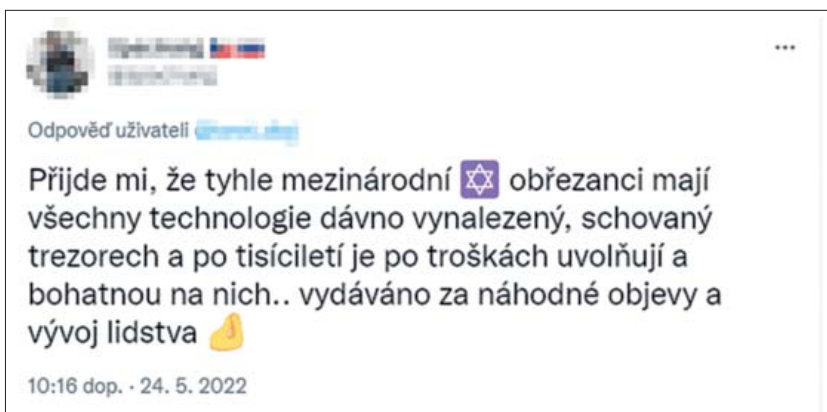 Odpověď uživateli
Přijde mi, že tyhle mezinárodní ✡ obřezanci mají
všechny technologie dávno vynalezený, schovaný
trezorech a po tisíciletí je po troškách uvolňují a
bohatnou na nich.. vydáváno za náhodné objevy a
vývoj lidstva 🤌
10:16 dop. · 24. 5. 2022